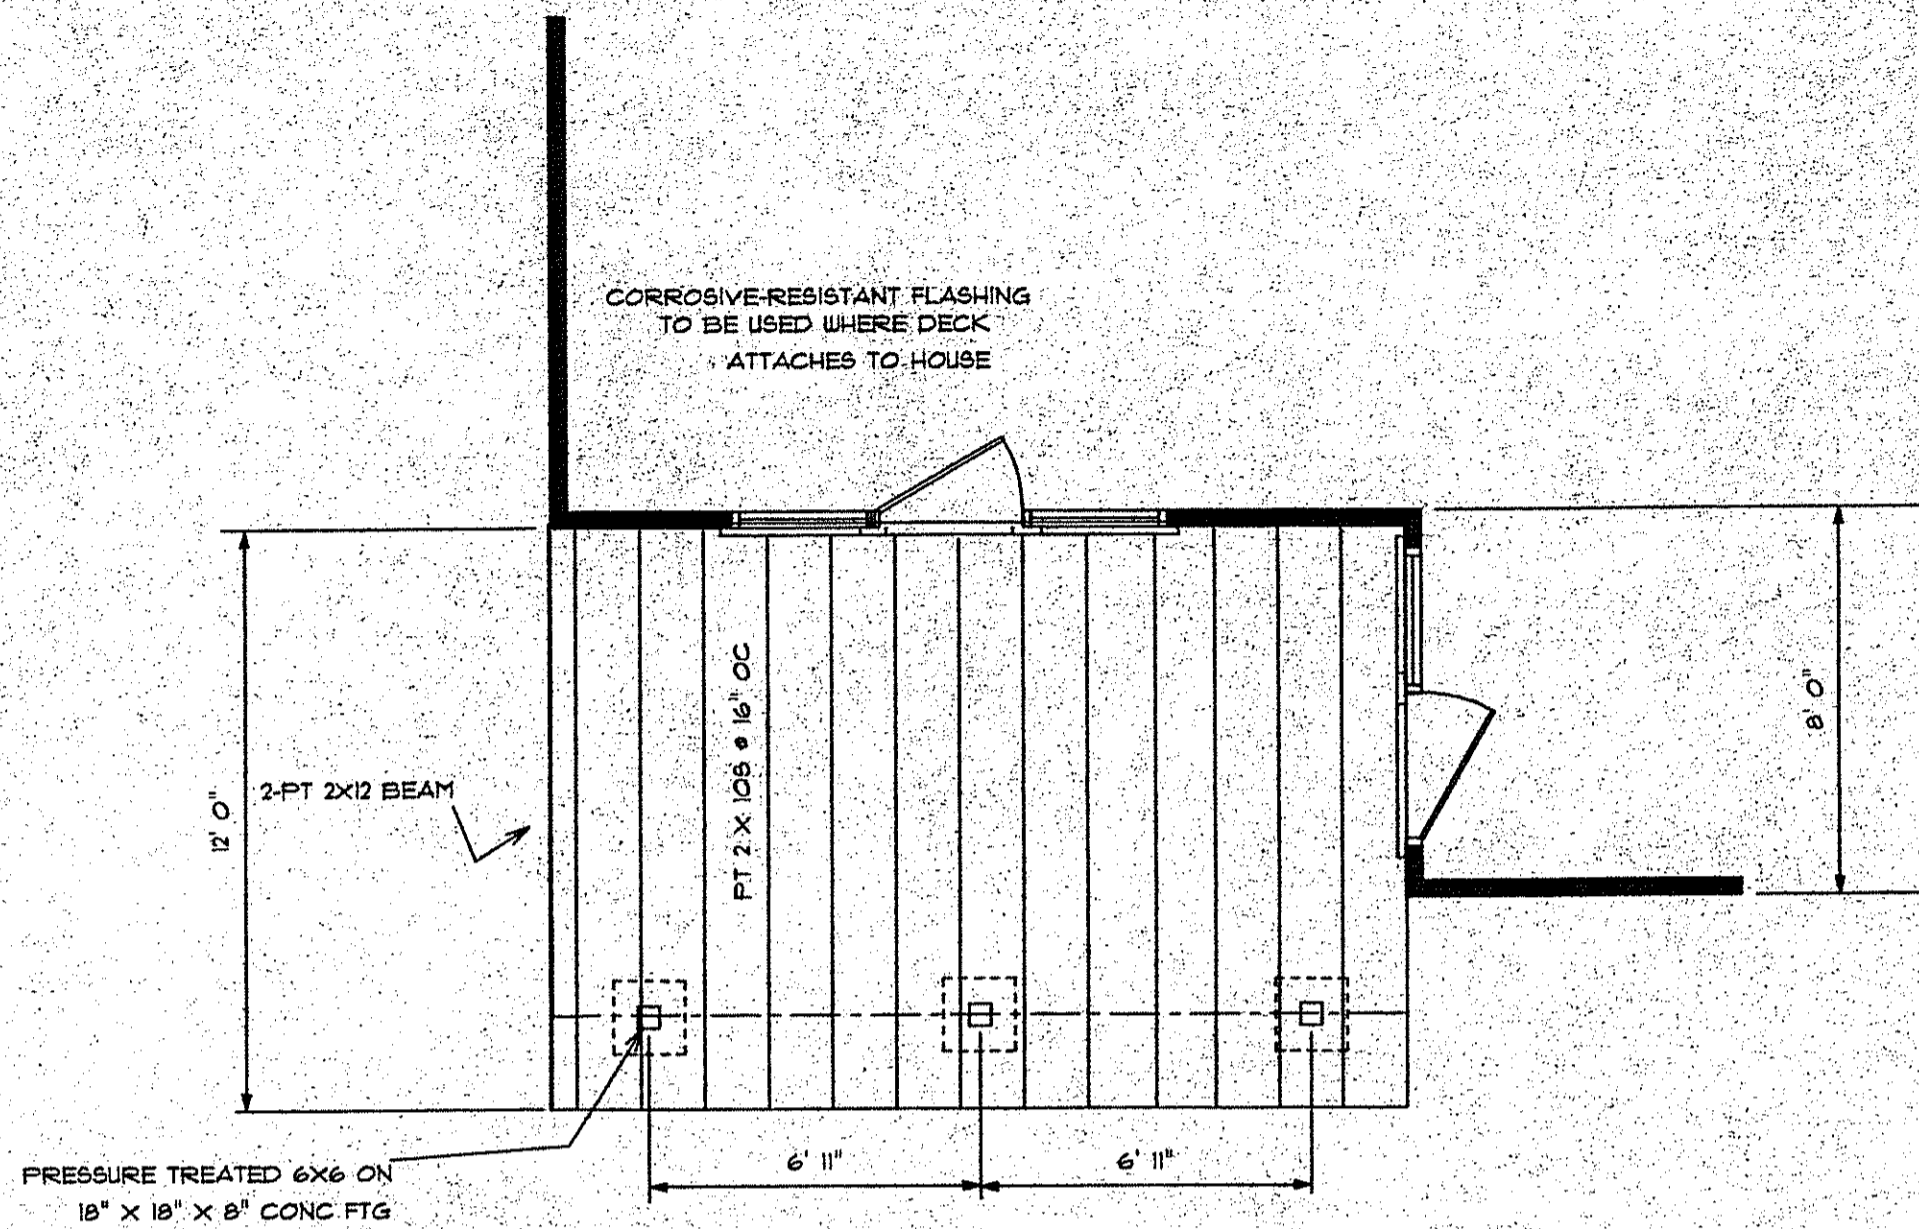 CORROSIVE-RESISTANT FLASHING
TO BE USED WHERE DECK
ATTACHES TO HOUSE
PT 2 X 10S @ 16" OC
8' 0"
12' 0"
2-PT 2X12 BEAM
6' 11"
6' 11"
PRESSURE TREATED 6X6 ON
18" X 18" X 8" CONC FTG